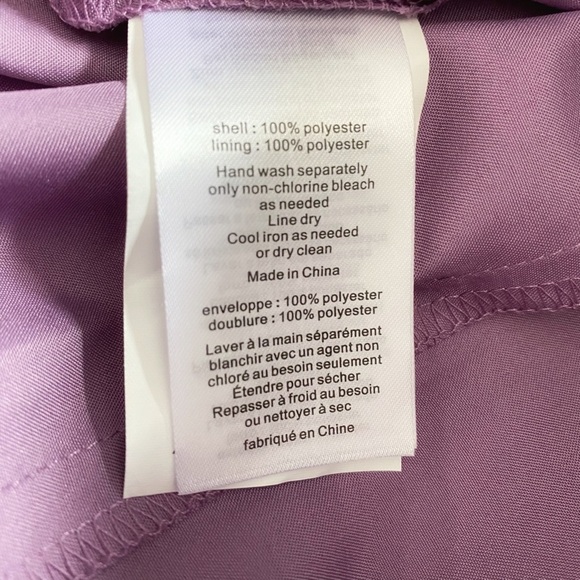 shell : 100% polyester
lining : 100% polyester
Hand wash separately
only non-chlorine bleach
as needed
Line dry
Cool iron as needed
or dry clean
Made in China
enveloppe : 100% polyester
doublure : 100% polyester
Laver à la main séparément
blanchir avec un agent non
chloré au besoin seulement
Étendre pour sécher
Repasser à froid au besoin
ou nettoyer à sec
fabriqué en Chine